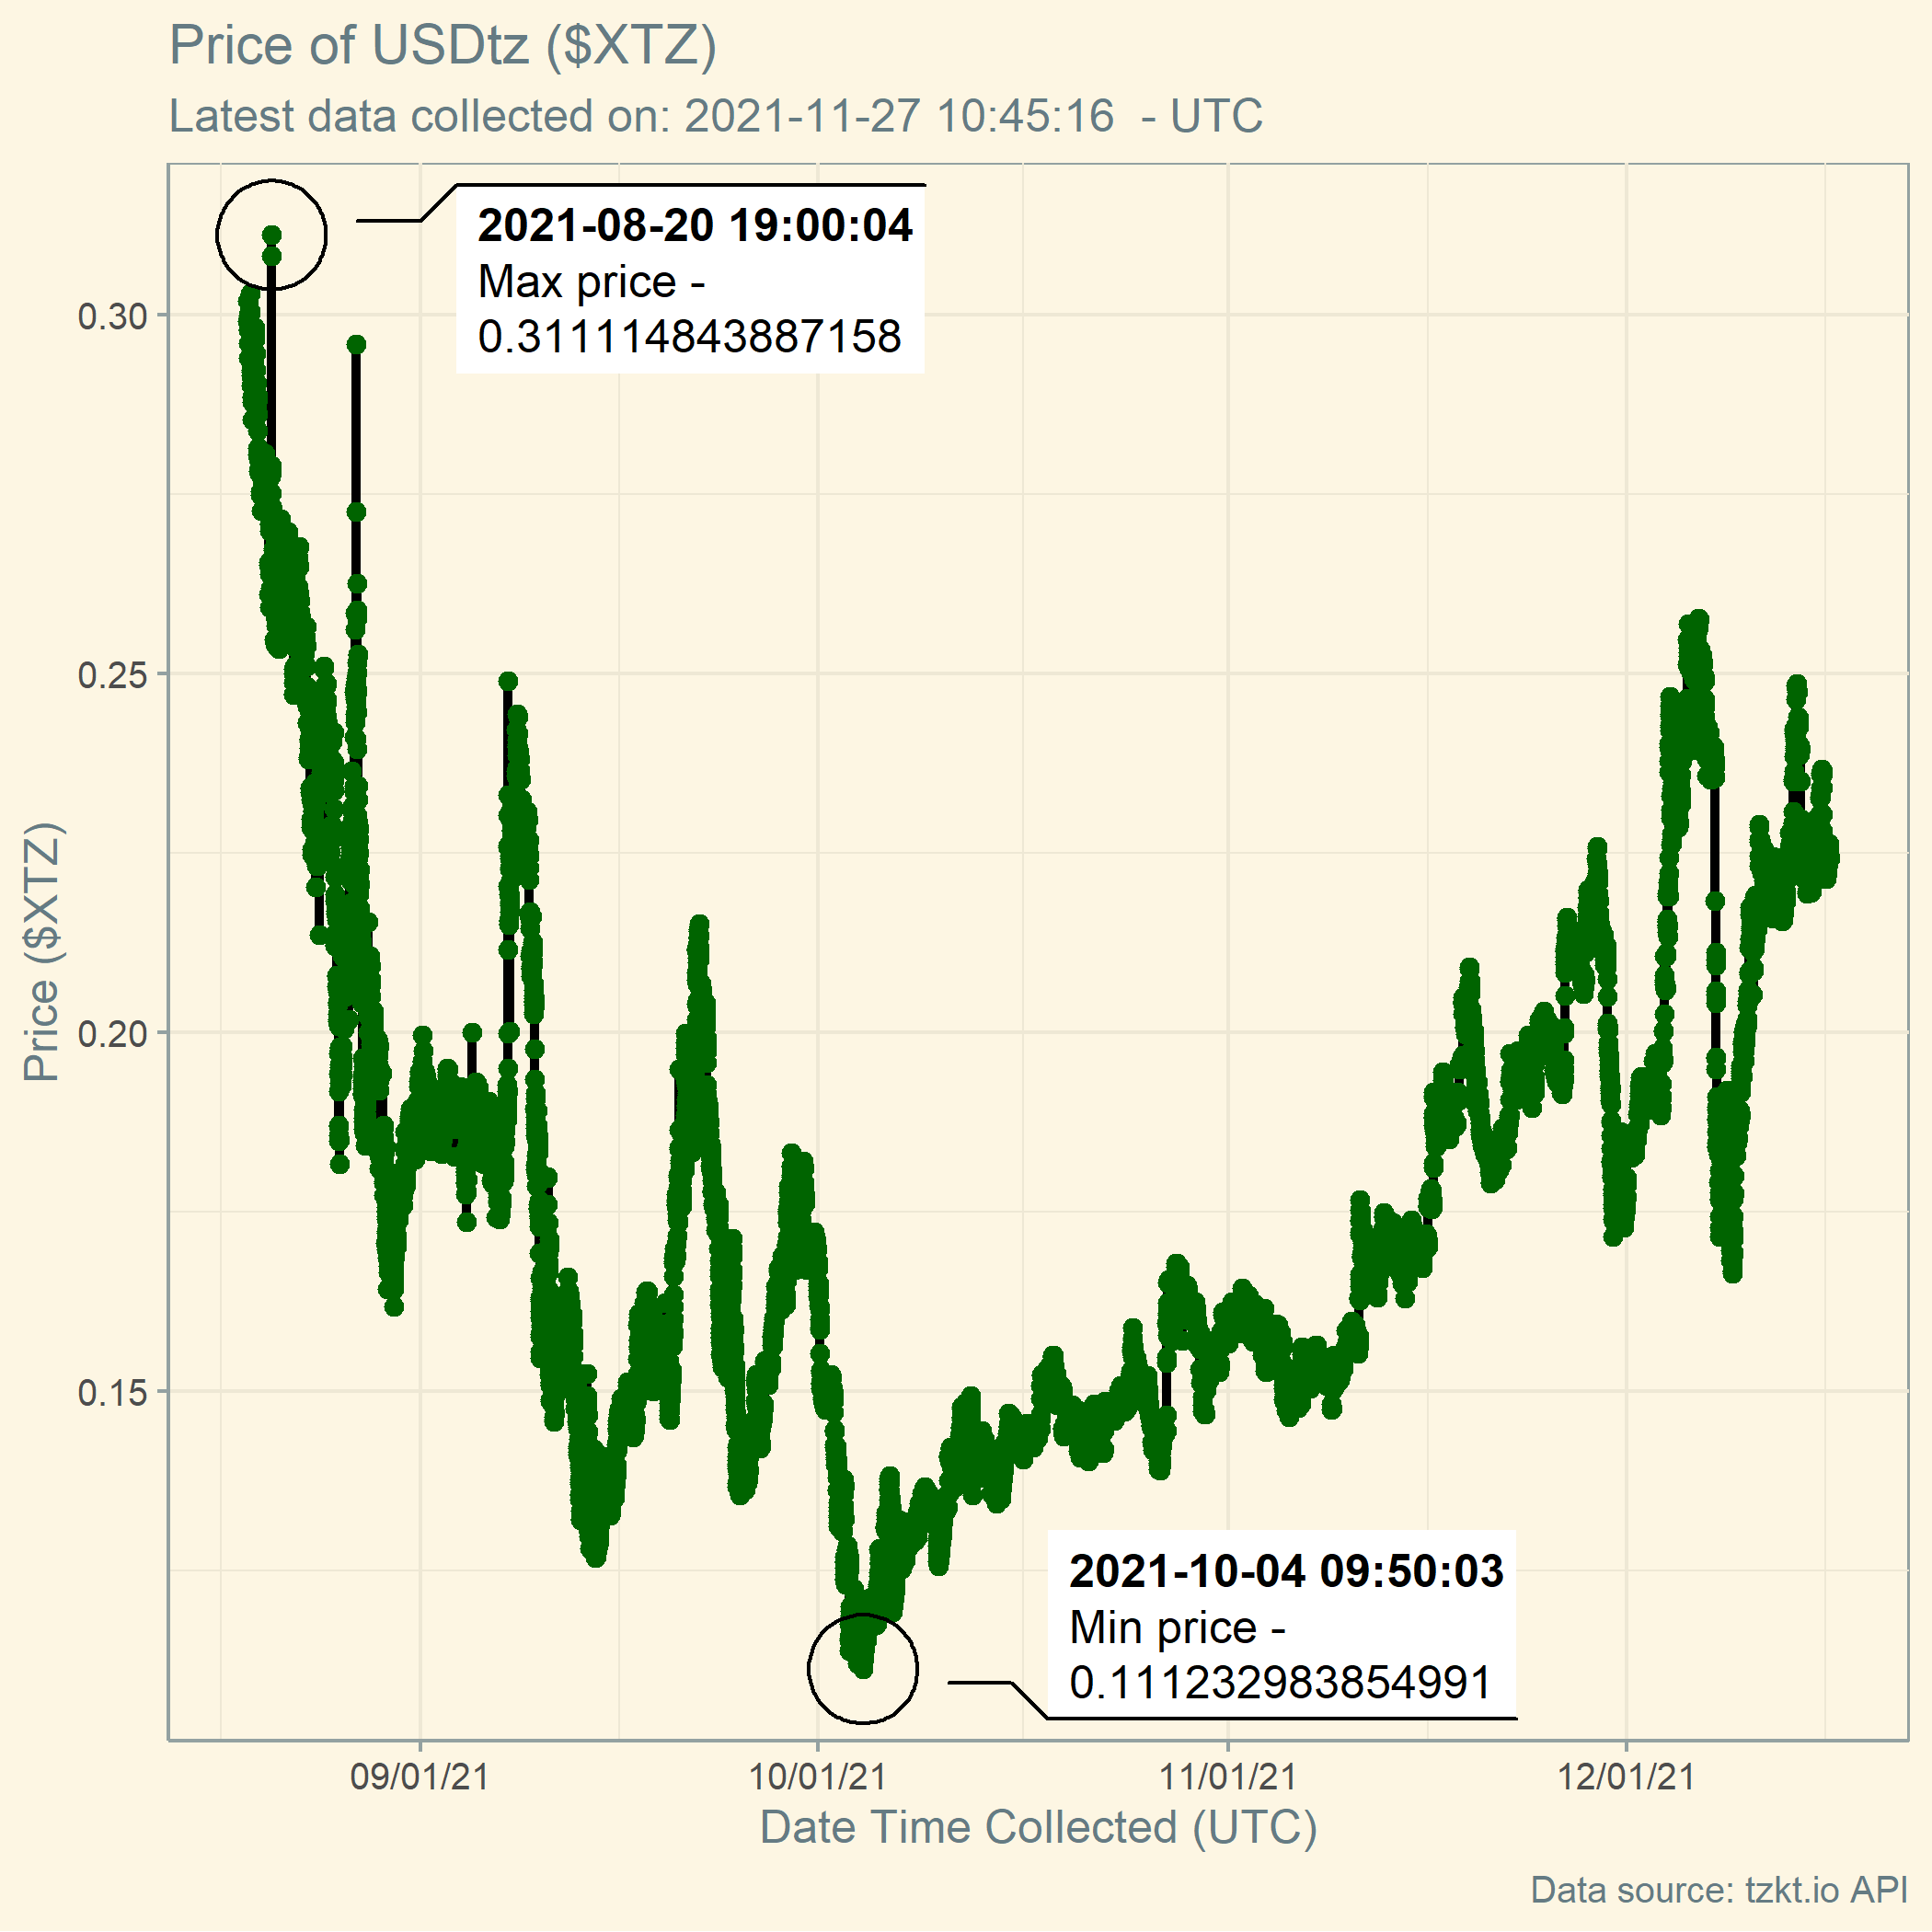 Price of USDtz ($XTZ)
Latest data collected on: 2021-11-27 10:45:16  - UTC
2021-08-20 19:00:04
Max price -
0.311114843887158
0.30
0.25
0.20
0.15
Price ($XTZ)
2021-10-04 09:50:03
Min price -
0.111232983854991
09/01/21
10/01/21
11/01/21
12/01/21
Date Time Collected (UTC)
Data source: tzkt.io API